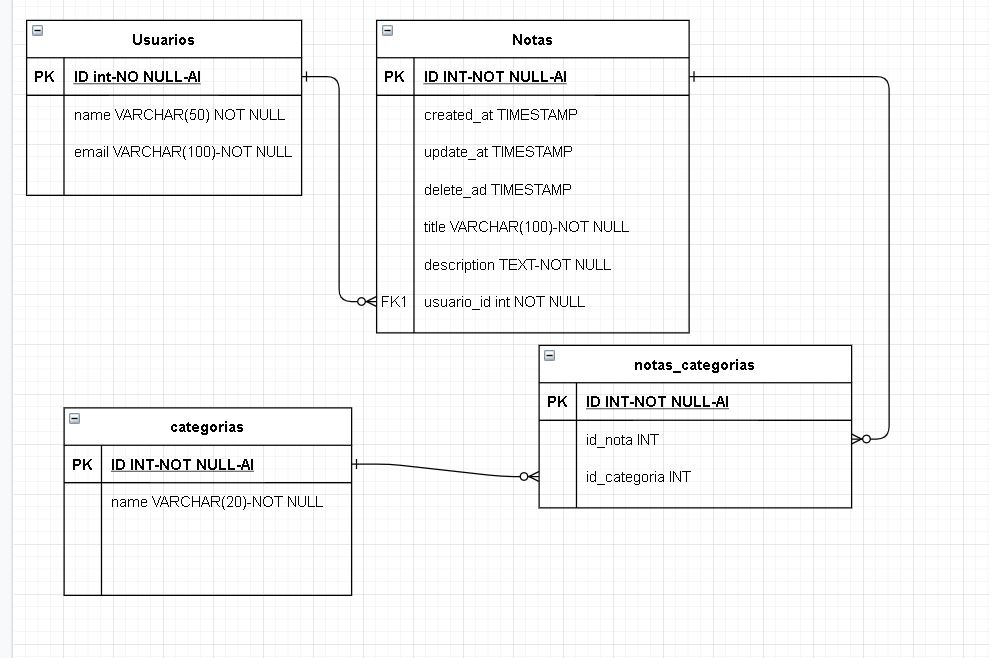 Usuarios
PK ID int-NO NULL-AI
name VARCHAR(50) NOT NULL
email VARCHAR(100)-NOT NULL
Notas
PK ID INT-NOT NULL-AI
created_at TIMESTAMP
update_at TIMESTAMP
delete_ad TIMESTAMP
title VARCHAR(100)-NOT NULL
description TEXT-NOT NULL
FK1 usuario_id int NOT NULL
notas_categorias
PK ID INT-NOT NULL-AI
id_nota INT
id_categoria INT
categorias
PK ID INT-NOT NULL-AI
name VARCHAR(20)-NOT NULL